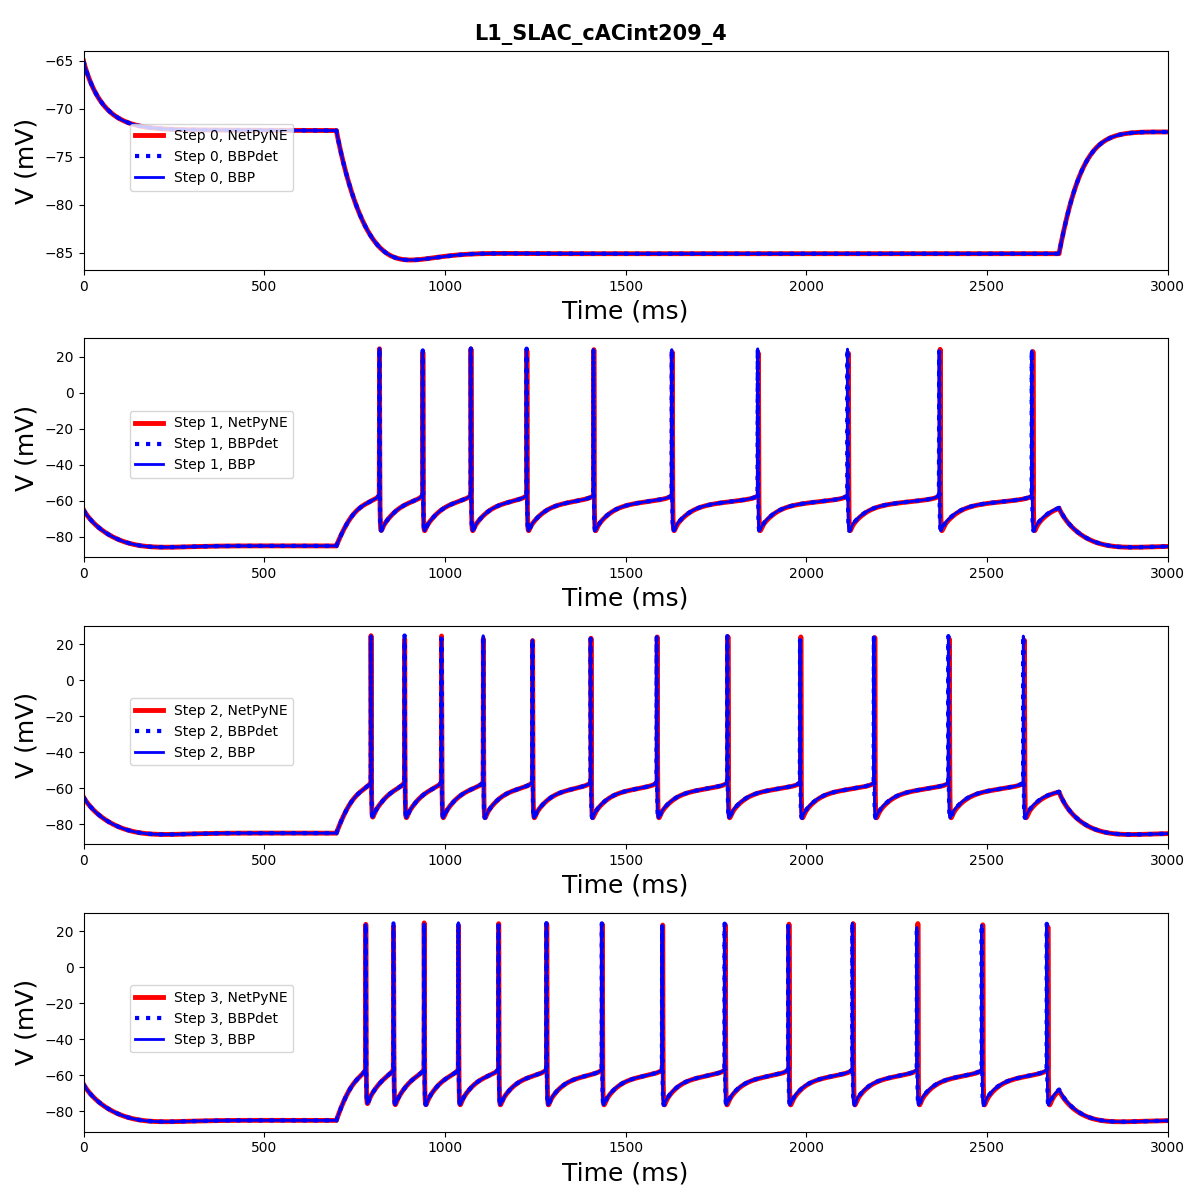 L1_SLAC_cACint209_4
−65
−70
−75
−80
−85
V (mV)
Step 0, NetPyNE
Step 0, BBPdet
Step 0, BBP
0 500 1000 1500 2000 2500 3000
Time (ms)
20
0
−20
−40
−60
−80
V (mV)
Step 1, NetPyNE
Step 1, BBPdet
Step 1, BBP
0 500 1000 1500 2000 2500 3000
Time (ms)
20
0
−20
−40
−60
−80
V (mV)
Step 2, NetPyNE
Step 2, BBPdet
Step 2, BBP
0 500 1000 1500 2000 2500 3000
Time (ms)
20
0
−20
−40
−60
−80
V (mV)
Step 3, NetPyNE
Step 3, BBPdet
Step 3, BBP
0 500 1000 1500 2000 2500 3000
Time (ms)